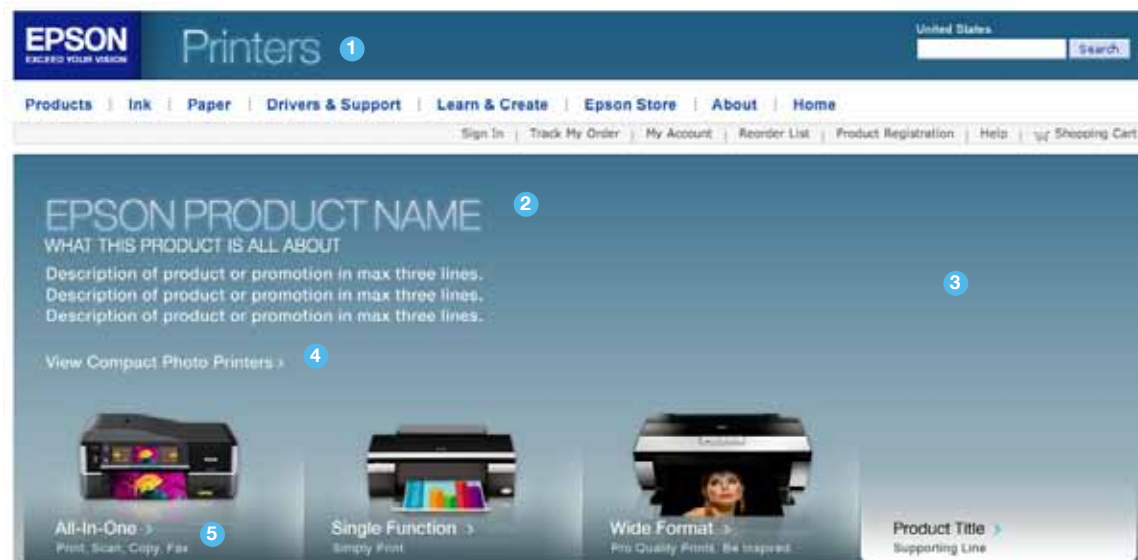 EPSON
EXCEED YOUR VISION
Printers 1
United States
Search
Products | Ink | Paper | Drivers & Support | Learn & Create | Epson Store | About | Home
Sign In | Track My Order | My Account | Reorder List | Product Registration | Help | Shopping Cart
EPSON PRODUCT NAME 2
WHAT THIS PRODUCT IS ALL ABOUT
Description of product or promotion in max three lines.
Description of product or promotion in max three lines.
Description of product or promotion in max three lines.
3
View Compact Photo Printers > 4
All-In-One > 5
Print, Scan, Copy, Fax
Single Function >
Simply Print
Wide Format >
Pro Quality Prints. Be Inspired.
Product Title >
Supporting Line